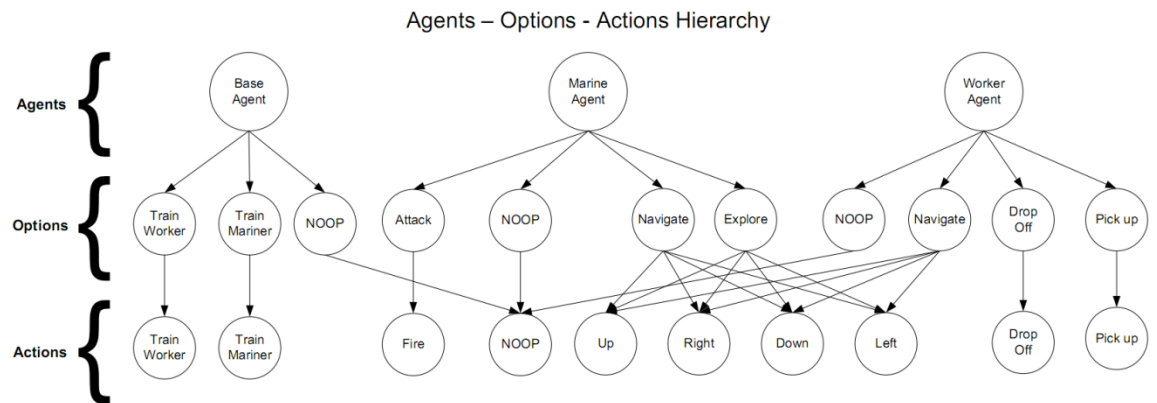 Agents – Options - Actions Hierarchy
Agents
Base
Agent
Marine
Agent
Worker
Agent
Options
Train
Worker
Train
Mariner
NOOP
Attack
NOOP
Navigate
Explore
NOOP
Navigate
Drop
Off
Pick up
Actions
Train
Worker
Train
Mariner
Fire
NOOP
Up
Right
Down
Left
Drop
Off
Pick up